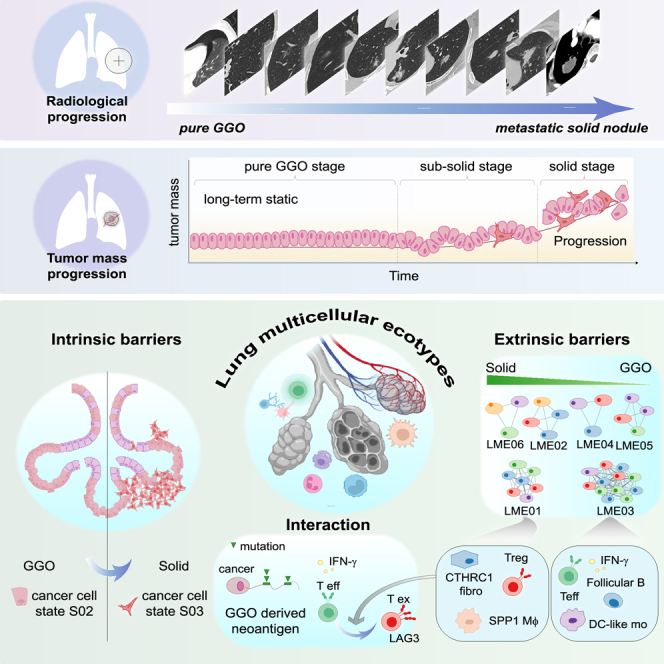 Radiological
progression
pure GGO
metastatic solid nodule
Tumor mass
progression
tumor mass
pure GGO stage
sub-solid stage
solid stage
long-term static
Progression
Time
Intrinsic barriers
Lung multicellular ecotypes
Extrinsic barriers
Solid
GGO
LME06
LME02
LME04
LME05
LME01
LME03
GGO
Solid
cancer cell
state S02
cancer cell
state S03
Interaction
mutation
cancer
IFN-γ
T eff
GGO derived
neoantigen
T ex
LAG3
CTHRC1
fibro
Treg
SPP1 Mϕ
IFN-γ
Teff
Follicular B
DC-like mo